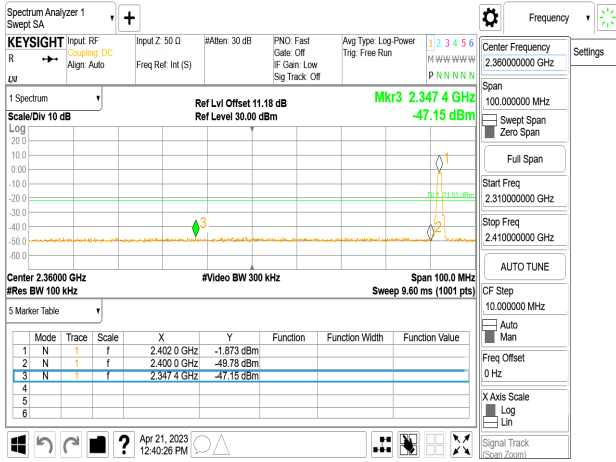 Spectrum Analyzer 1
Swept SA
Frequency
Settings
KEYSIGHT
R
LXI
Input: RF
Coupling: DC
Align: Auto
Input Z: 50 Ω
Freq Ref: Int (S)
#Atten: 30 dB
PNO: Fast
Gate: Off
IF Gain: Low
Sig Track: Off
Avg Type: Log-Power
Trig: Free Run
1 2 3 4 5 6
M W W W W W
P N N N N N
1 Spectrum
Scale/Div 10 dB
Ref Lvl Offset 11.18 dB
Ref Level 30.00 dBm
Mkr3 2.347 4 GHz
-47.15 dBm
Log
20.0
10.0
0.00
-10.0
-20.0
-30.0
-40.0
-50.0
-60.0
1
DL1 -21.91 dBm
2
3
Center 2.36000 GHz
#Res BW 100 kHz
#Video BW 300 kHz
Span 100.0 MHz
Sweep 9.60 ms (1001 pts)
5 Marker Table
Mode Trace Scale X Y Function Function Width Function Value
1 N 1 f 2.402 0 GHz -1.873 dBm
2 N 1 f 2.400 0 GHz -49.78 dBm
3 N 1 f 2.347 4 GHz -47.15 dBm
4
5
6
Apr 21, 2023
12:40:26 PM
Center Frequency
2.360000000 GHz
Span
100.000000 MHz
Swept Span
Zero Span
Full Span
Start Freq
2.310000000 GHz
Stop Freq
2.410000000 GHz
AUTO TUNE
CF Step
10.000000 MHz
Auto
Man
Freq Offset
0 Hz
X Axis Scale
Log
Lin
Signal Track
(Span Zoom)